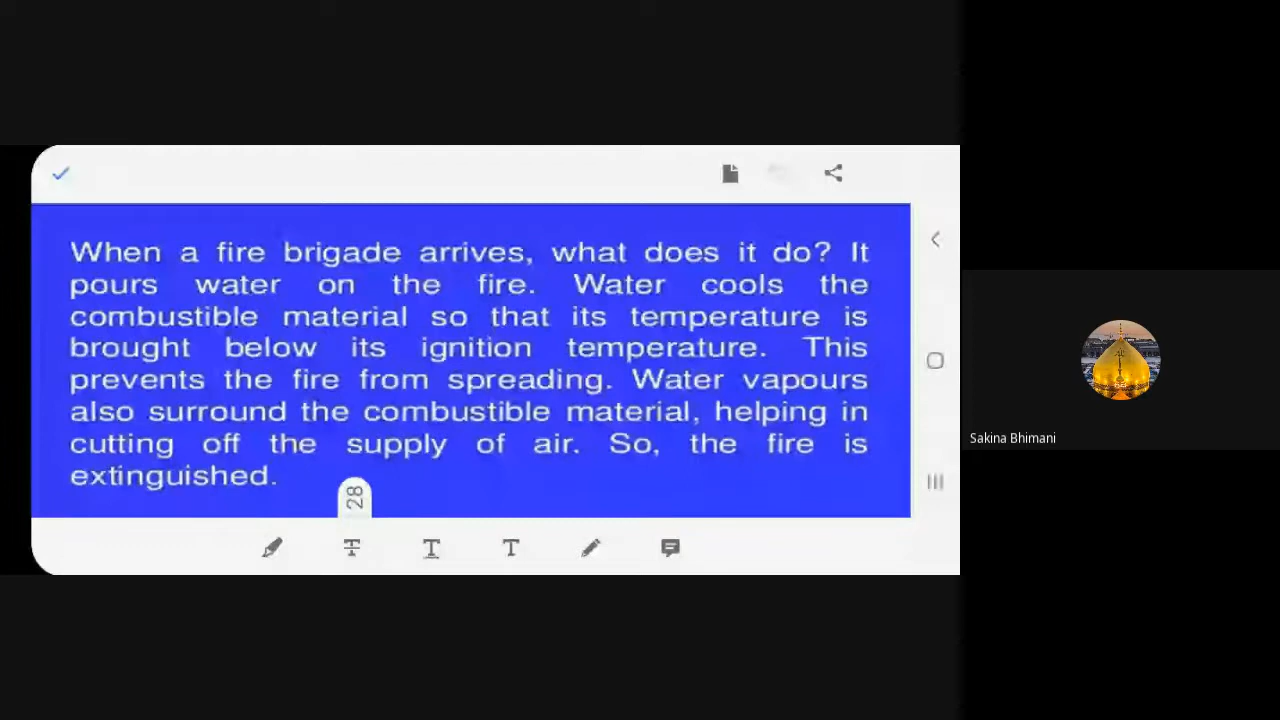 When a fire brigade arrives, what does it do? It
pours water on the fire. Water cools the
combustible material so that its temperature is
brought below its ignition temperature. This
prevents the fire from spreading. Water vapours
also surround the combustible material, helping in
cutting off the supply of air. So, the fire is
extinguished.
28
Sakina Bhimani